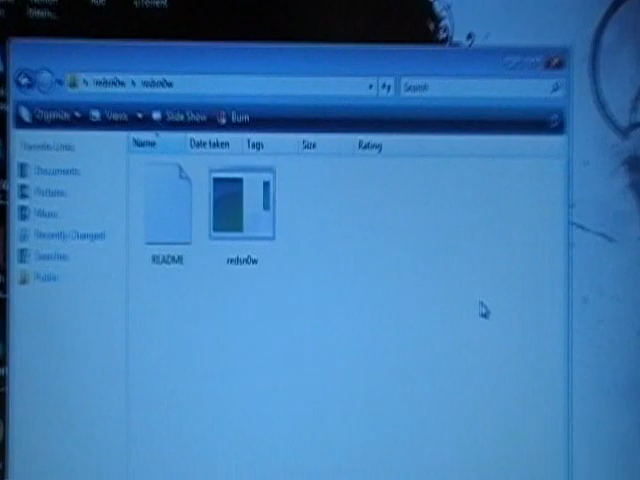 redsn0w redsn0w
Search
Organize Views Slide Show Burn
Name Date taken Tags Size Rating
Favorite Links
Documents
Pictures
Music
Recently Changed
Searches
Public
README redsn0w